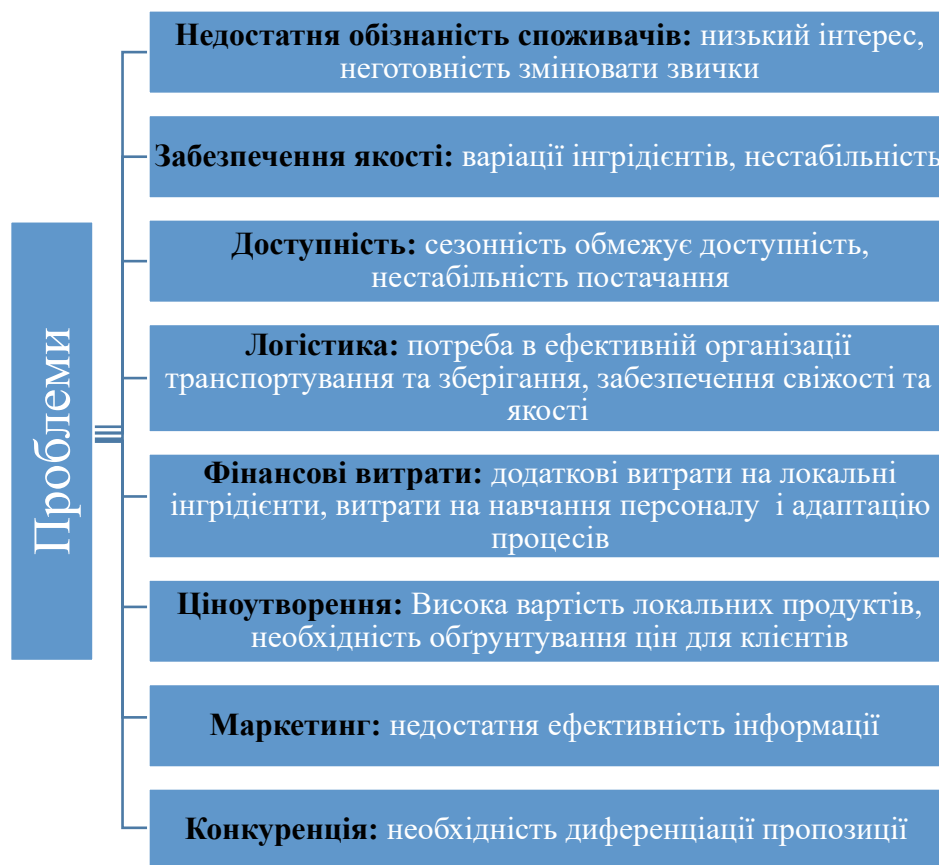 Проблеми
Недостатня обізнаність споживачів: низький інтерес,
неготовність змінювати звички
Забезпечення якості: варіації інгрідієнтів, нестабільність
Доступність: сезонність обмежує доступність,
нестабільність постачання
Логістика: потреба в ефективній організації
транспортування та зберігання, забезпечення свіжості та
якості
Фінансові витрати: додаткові витрати на локальні
інгрідієнти, витрати на навчання персоналу  і адаптацію
процесів
Ціноутворення: Висока вартість локальних продуктів,
необхідність обґрунтування цін для клієнтів
Маркетинг: недостатня ефективність інформації
Конкуренція: необхідність диференціації пропозиції